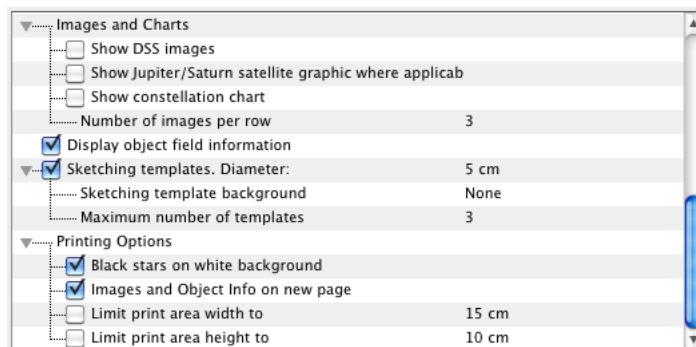 Images and Charts
Show DSS images
Show Jupiter/Saturn satellite graphic where applicab
Show constellation chart
Number of images per row 3
Display object field information
Sketching templates. Diameter: 5 cm
Sketching template background None
Maximum number of templates 3
Printing Options
Black stars on white background
Images and Object Info on new page
Limit print area width to 15 cm
Limit print area height to 10 cm